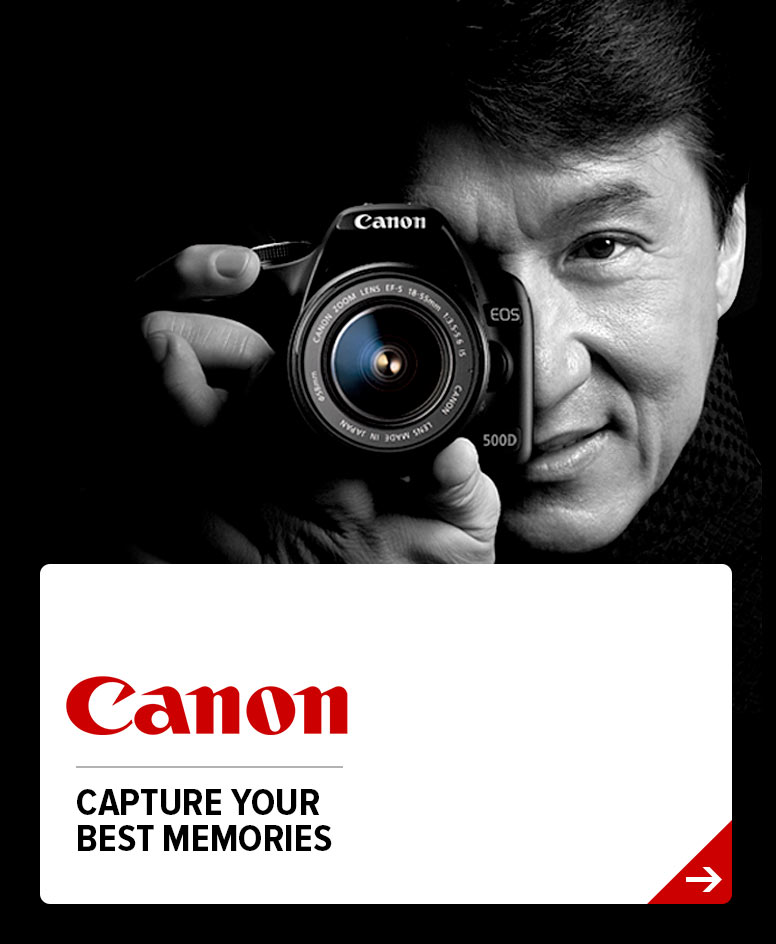 Canon
CANON ZOOM LENS EF-S 18-55mm 1:3.5-5.6 IS
CANON LENS MADE IN JAPAN
ø58mm
EOS
500D
Canon
CAPTURE YOUR
BEST MEMORIES